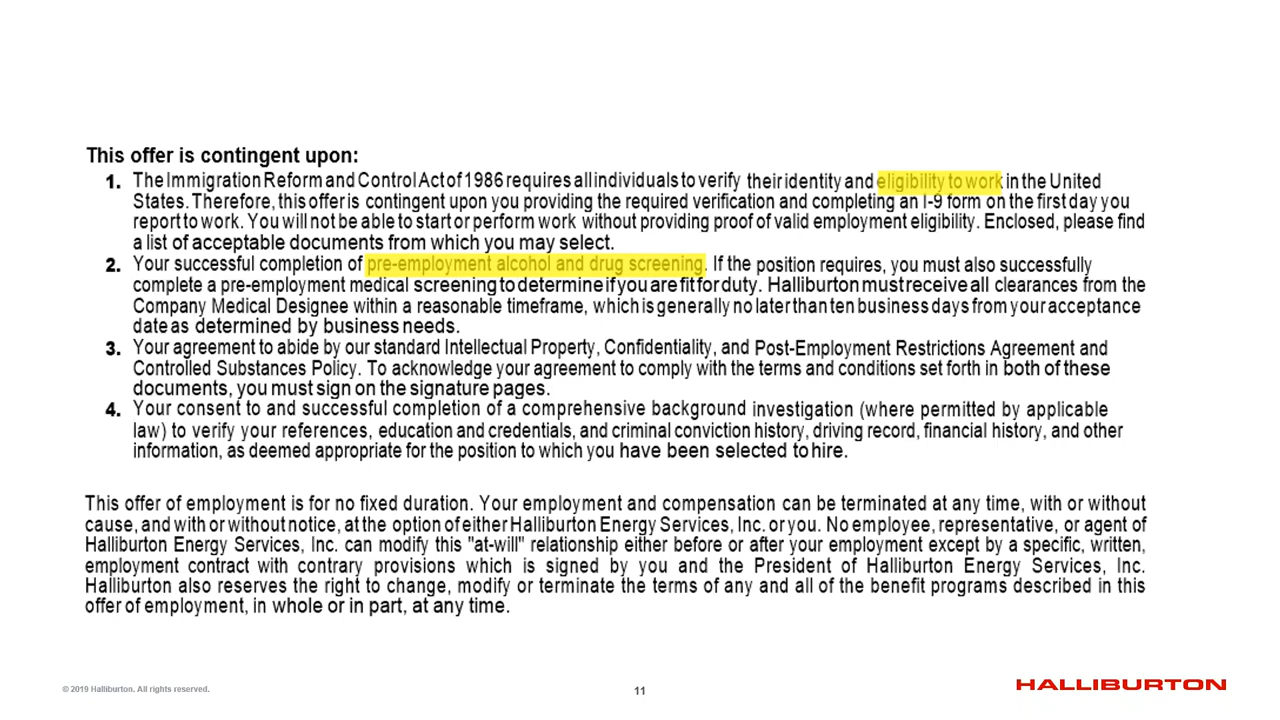 This offer is contingent upon:
1. The Immigration Reform and Control Act of 1986 requires all individuals to verify their identity and eligibility to work in the United
States. Therefore, this offer is contingent upon you providing the required verification and completing an I-9 form on the first day you
report to work. You will not be able to start or perform work without providing proof of valid employment eligibility. Enclosed, please find
a list of acceptable documents from which you may select.
2. Your successful completion of pre-employment alcohol and drug screening. If the position requires, you must also successfully
complete a pre-employment medical screening to determine if you are fit for duty. Halliburton must receive all clearances from the
Company Medical Designee within a reasonable timeframe, which is generally no later than ten business days from your acceptance
date as determined by business needs.
3. Your agreement to abide by our standard Intellectual Property, Confidentiality, and Post-Employment Restrictions Agreement and
Controlled Substances Policy. To acknowledge your agreement to comply with the terms and conditions set forth in both of these
documents, you must sign on the signature pages.
4. Your consent to and successful completion of a comprehensive background investigation (where permitted by applicable
law) to verify your references, education and credentials, and criminal conviction history, driving record, financial history, and other
information, as deemed appropriate for the position to which you have been selected to hire.
This offer of employment is for no fixed duration. Your employment and compensation can be terminated at any time, with or without
cause, and with or without notice, at the option of either Halliburton Energy Services, Inc. or you. No employee, representative, or agent of
Halliburton Energy Services, Inc. can modify this "at-will" relationship either before or after your employment except by a specific, written,
employment contract with contrary provisions which is signed by you and the President of Halliburton Energy Services, Inc.
Halliburton also reserves the right to change, modify or terminate the terms of any and all of the benefit programs described in this
offer of employment, in whole or in part, at any time.
© 2019 Halliburton. All rights reserved.
11
HALLIBURTON